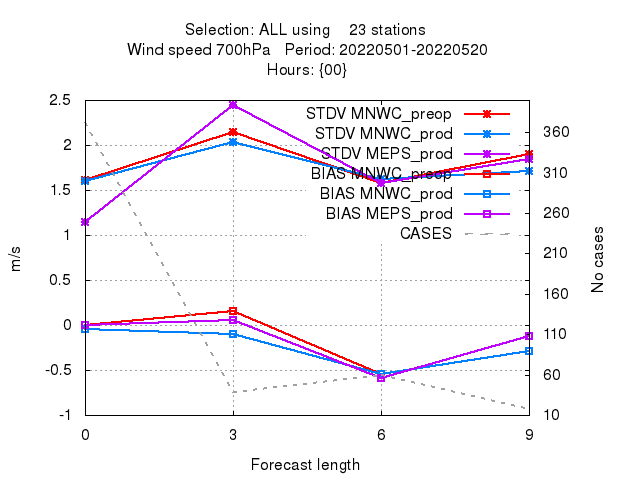 Selection: ALL using 23 stations
Wind speed 700hPa Period: 20220501-20220520
Hours: {00}
STDV MNWC_preop
STDV MNWC_prod
STDV MEPS_prod
BIAS MNWC_preop
BIAS MNWC_prod
BIAS MEPS_prod
CASES
2.5
2
1.5
1
0.5
0
-0.5
-1
m/s
360
310
260
210
160
110
60
10
No cases
0 3 6 9
Forecast length